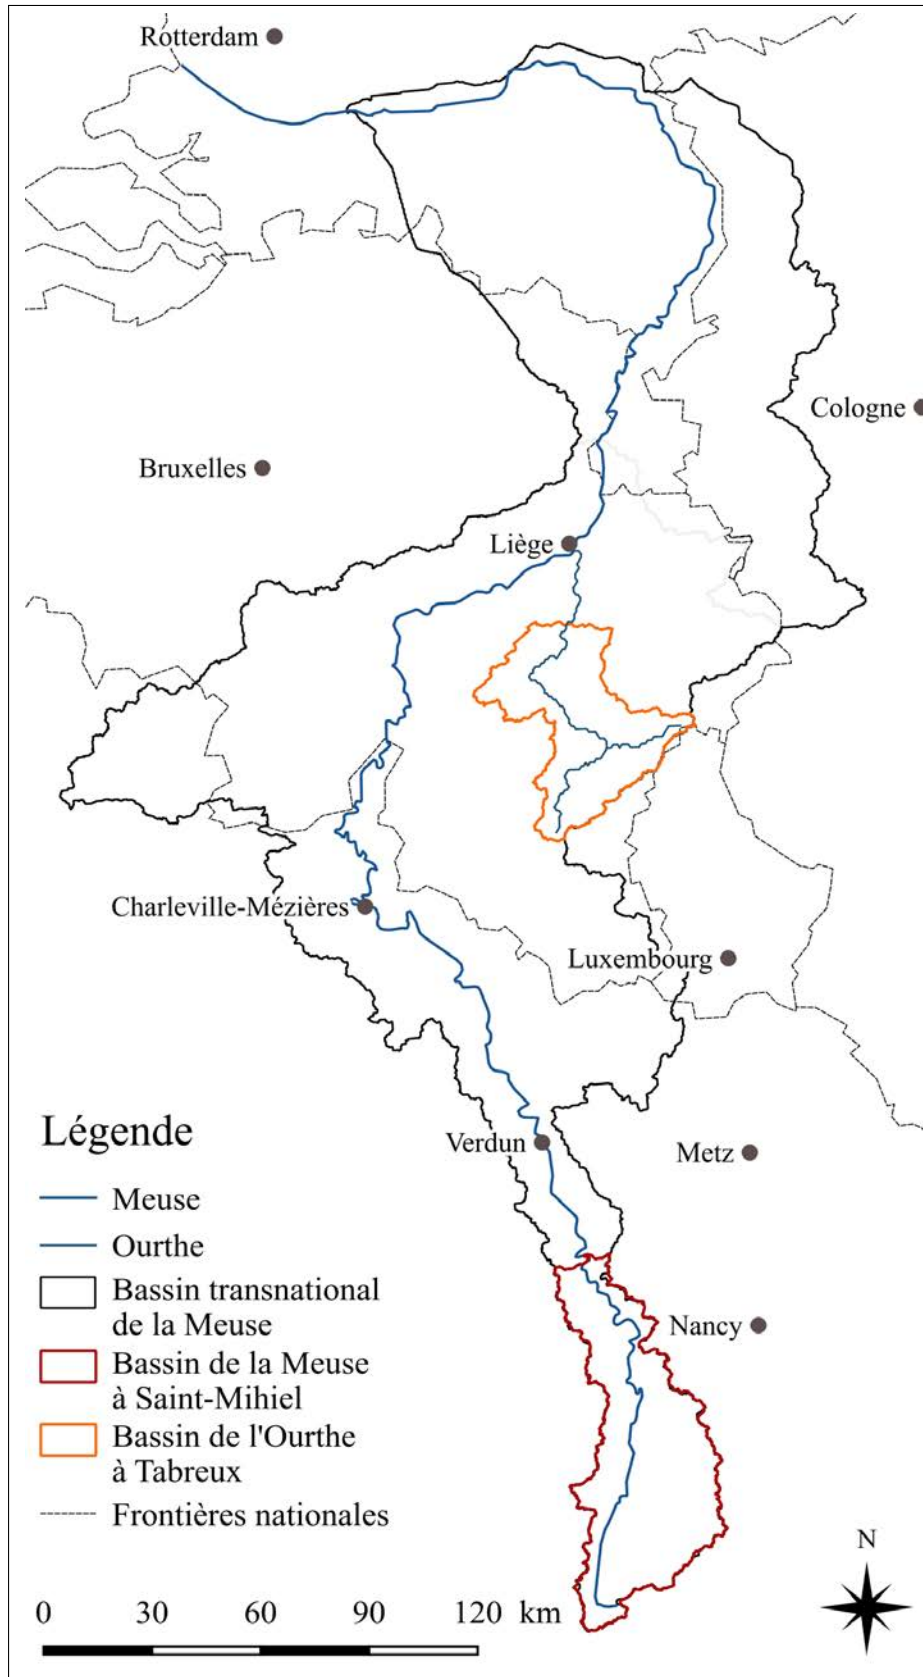 Rotterdam
Cologne
Bruxelles
Liège
Charleville-Mézières
Luxembourg
Légende
Verdun
Metz
Meuse
Ourthe
Bassin transnational
de la Meuse
Nancy
Bassin de la Meuse
à Saint-Mihiel
Bassin de l'Ourthe
à Tabreux
Frontières nationales
N
0 30 60 90 120 km